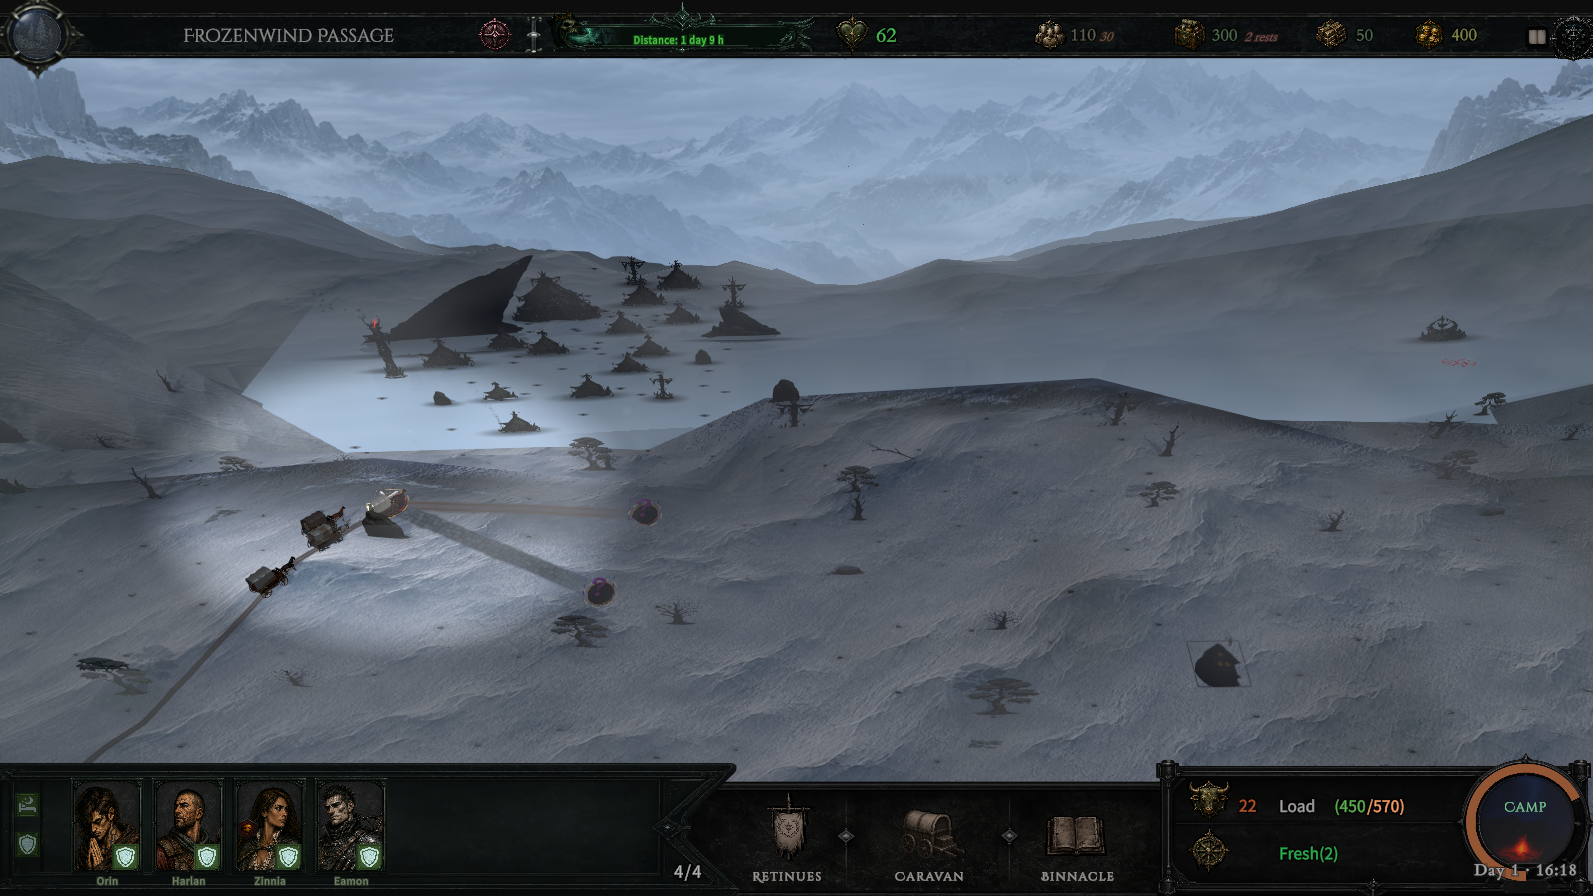 FROZENWIND PASSAGE
Distance: 1 day 9 h
62
110 30
300 2 rests
50
400
Orin
Harlan
Zinnia
Eamon
4/4
RETINUES
CARAVAN
BINNACLE
22 Load (450/570)
Fresh(2)
CAMP
Day 1 · 16:18